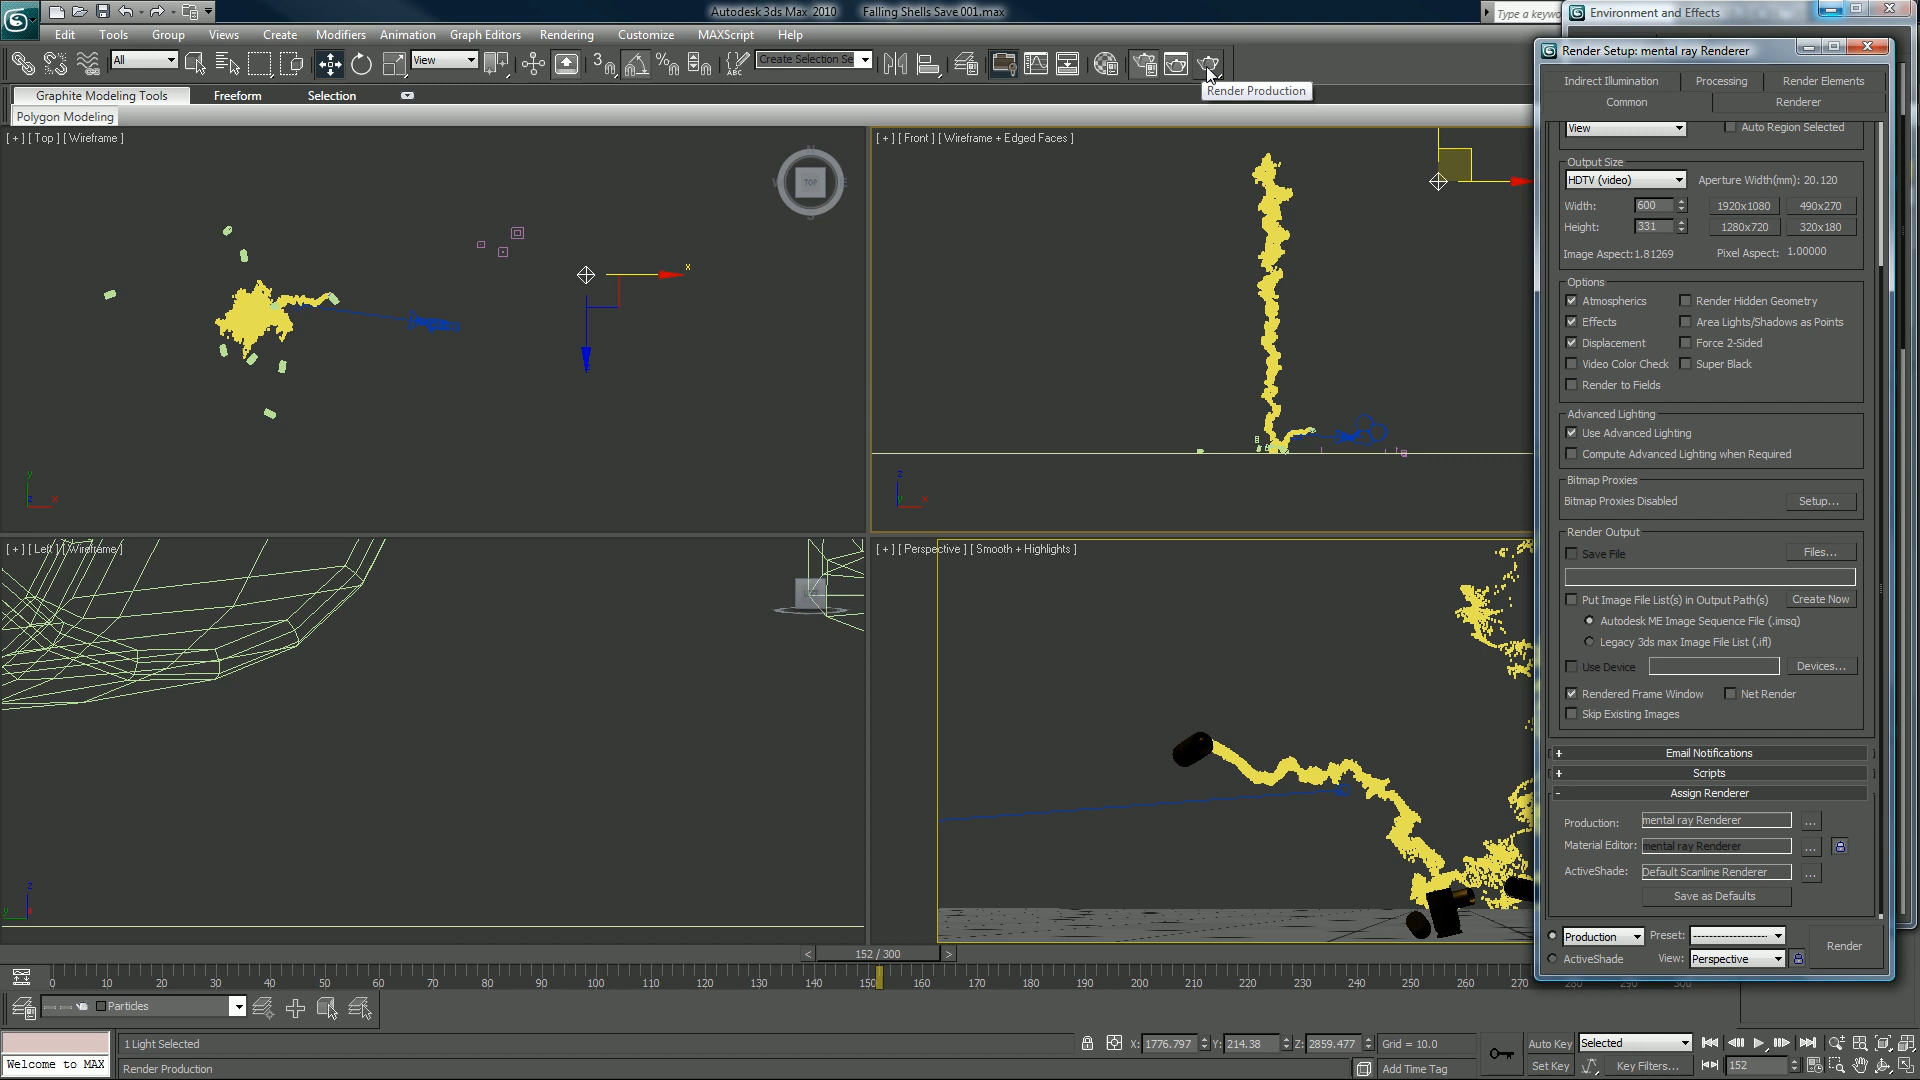 Autodesk 3ds Max 2010 Falling Shells Save 001.max
Type a keywo
Environment and Effects
Edit Tools Group Views Create Modifiers Animation Graph Editors Rendering Customize MAXScript Help
Render Setup: mental ray Renderer
All
View
3
Create Selection Se
Render Production
Indirect Illumination Processing Render Elements
Common Renderer
Graphite Modeling Tools Freeform Selection
Polygon Modeling
[ + ] [ Top ] [ Wireframe ]
TOP
x
y
z x
[ + ] [ Front ] [ Wireframe + Edged Faces ]
z
y x
[ + ] [ Left ] [ Wireframe ]
z
y
[ + ] [ Perspective ] [ Smooth + Highlights ]
View Auto Region Selected
Output Size
HDTV (video) Aperture Width(mm): 20.120
Width: 600 1920x1080 490x270
Height: 331 1280x720 320x180
Image Aspect:1.81269 Pixel Aspect: 1.00000
Options
Atmospherics Render Hidden Geometry
Effects Area Lights/Shadows as Points
Displacement Force 2-Sided
Video Color Check Super Black
Render to Fields
Advanced Lighting
Use Advanced Lighting
Compute Advanced Lighting when Required
Bitmap Proxies
Bitmap Proxies Disabled Setup...
Render Output
Save File Files...
Put Image File List(s) in Output Path(s) Create Now
Autodesk ME Image Sequence File (.imsq)
Legacy 3ds max Image File List (.ifl)
Use Device Devices...
Rendered Frame Window Net Render
Skip Existing Images
+ Email Notifications
+ Scripts
- Assign Renderer
Production: mental ray Renderer ...
Material Editor: mental ray Renderer ...
ActiveShade: Default Scanline Renderer ...
Save as Defaults
Production Preset: -------------------- Render
ActiveShade View: Perspective
< 152 / 300 >
0 10 20 30 40 50 60 70 80 90 100 110 120 130 140 150 160 170 180 190 200 210 220 230 240 250 260 270 280 290 300
Particles
1 Light Selected X: 1776.797 Y: 214.38 Z: 2859.477 Grid = 10.0 Auto Key Selected
Welcome to MAX Render Production Add Time Tag Set Key Key Filters... 152